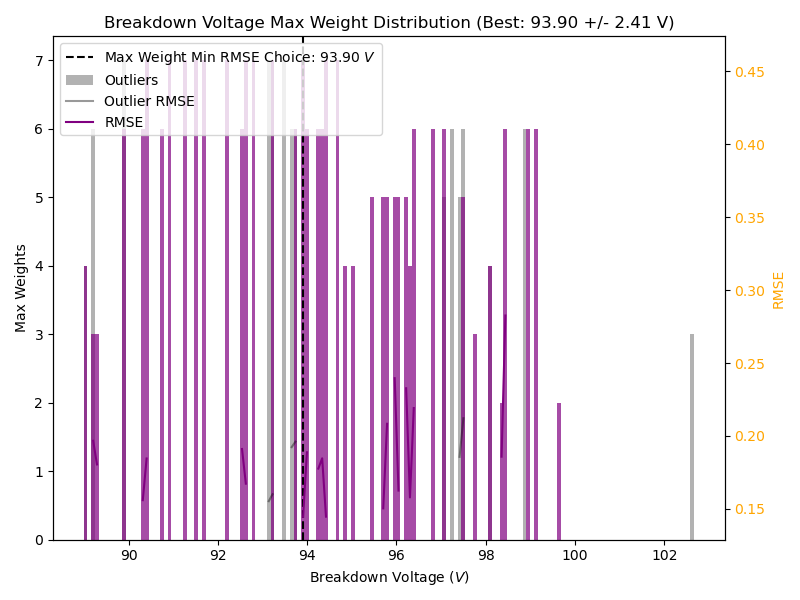 Breakdown Voltage Max Weight Distribution (Best: 93.90 +/- 2.41 V)
Max Weight Min RMSE Choice: 93.90 V
Outliers
Outlier RMSE
RMSE
Max Weights
7
6
5
4
3
2
1
0
0.45
0.40
0.35
0.30
0.25
0.20
0.15
RMSE
90 92 94 96 98 100 102
Breakdown Voltage (V)